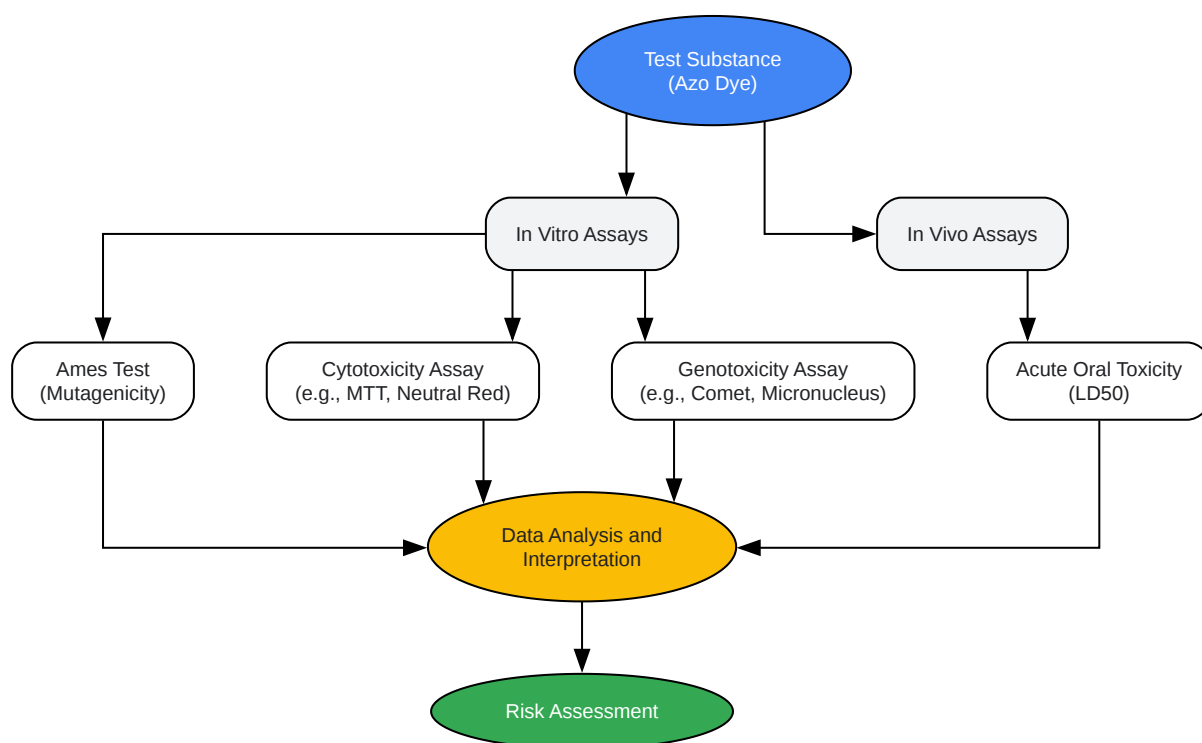 Test Substance
(Azo Dye)
In Vitro Assays
In Vivo Assays
Ames Test
(Mutagenicity)
Cytotoxicity Assay
(e.g., MTT, Neutral Red)
Genotoxicity Assay
(e.g., Comet, Micronucleus)
Acute Oral Toxicity
(LD50)
Data Analysis and
Interpretation
Risk Assessment